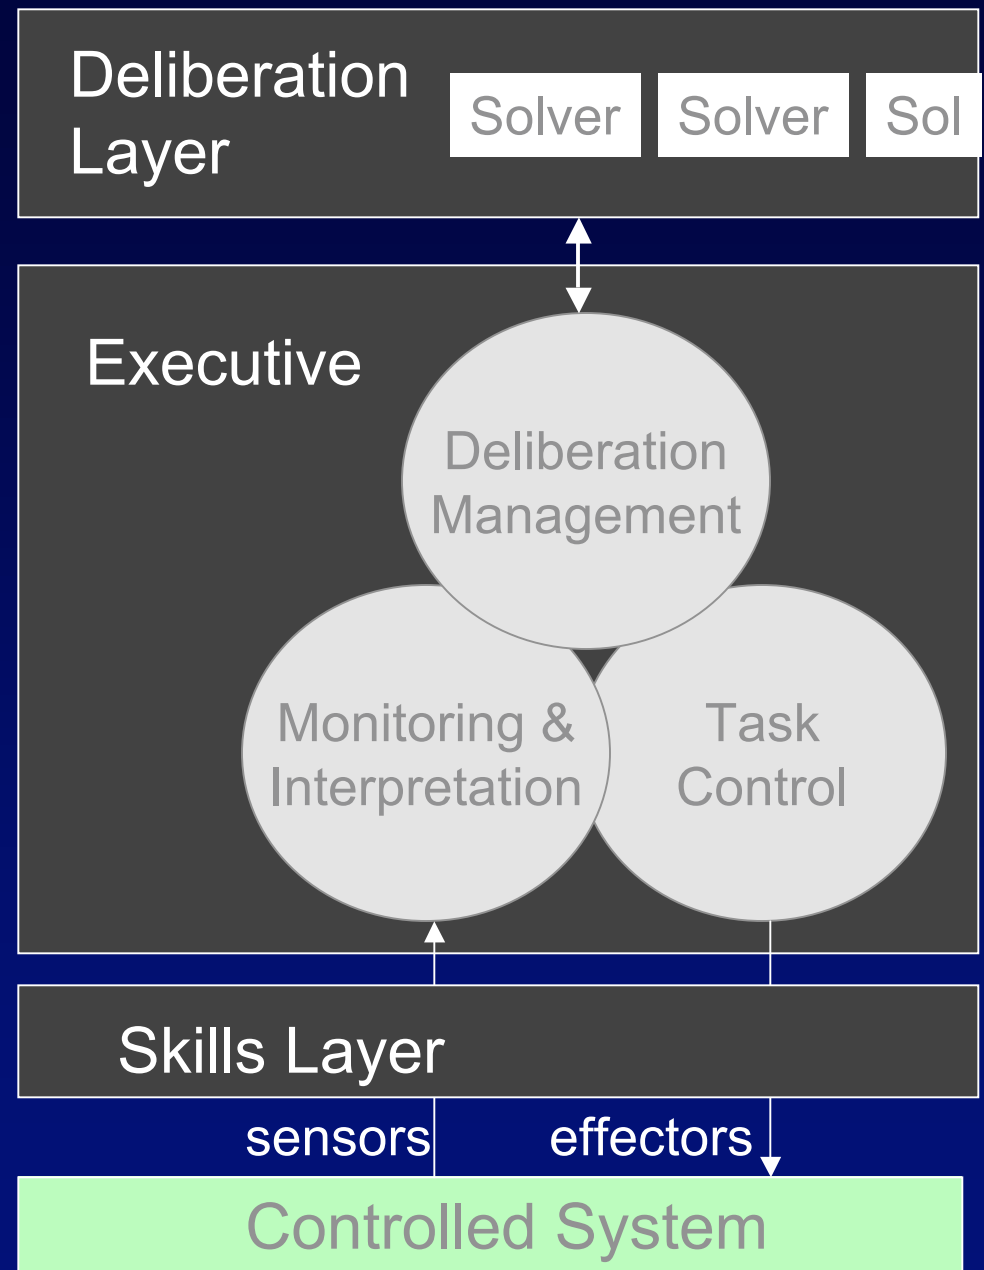 Deliberation
Layer
Solver
Solver
Sol
Executive
Deliberation
Management
Monitoring &
Interpretation
Task
Control
Skills Layer
sensors
effectors
Controlled System